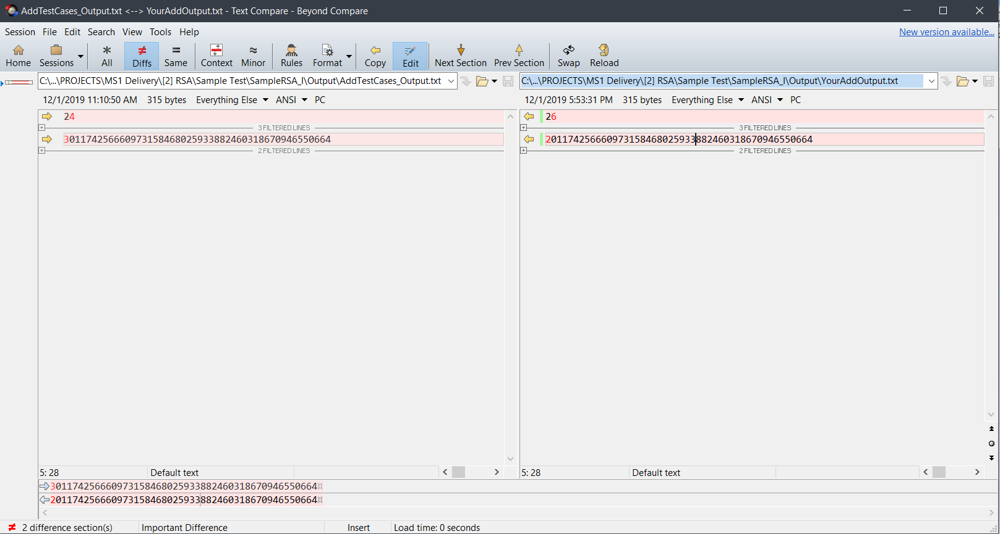 AddTestCases_Output.txt <--> YourAddOutput.txt - Text Compare - Beyond Compare
Session File Edit Search View Tools Help New version available...
Home Sessions All Diffs Same Context Minor Rules Format Copy Edit Next Section Prev Section Swap Reload
C:\...\PROJECTS\MS1 Delivery\[2] RSA\Sample Test\SampleRSA_I\Output\AddTestCases_Output.txt
C:\...\PROJECTS\MS1 Delivery\[2] RSA\Sample Test\SampleRSA_I\Output\YourAddOutput.txt
12/1/2019 11:10:50 AM 315 bytes Everything Else ANSI PC
12/1/2019 5:53:31 PM 315 bytes Everything Else ANSI PC
24
3 FILTERED LINES
301174256660973158468025933882460318670946550664
2 FILTERED LINES
26
3 FILTERED LINES
201174256660973158468025933882460318670946550664
2 FILTERED LINES
5: 28 Default text
5: 28 Default text
301174256660973158468025933882460318670946550664¤
201174256660973158468025933882460318670946550664¤
2 difference section(s) Important Difference Insert Load time: 0 seconds